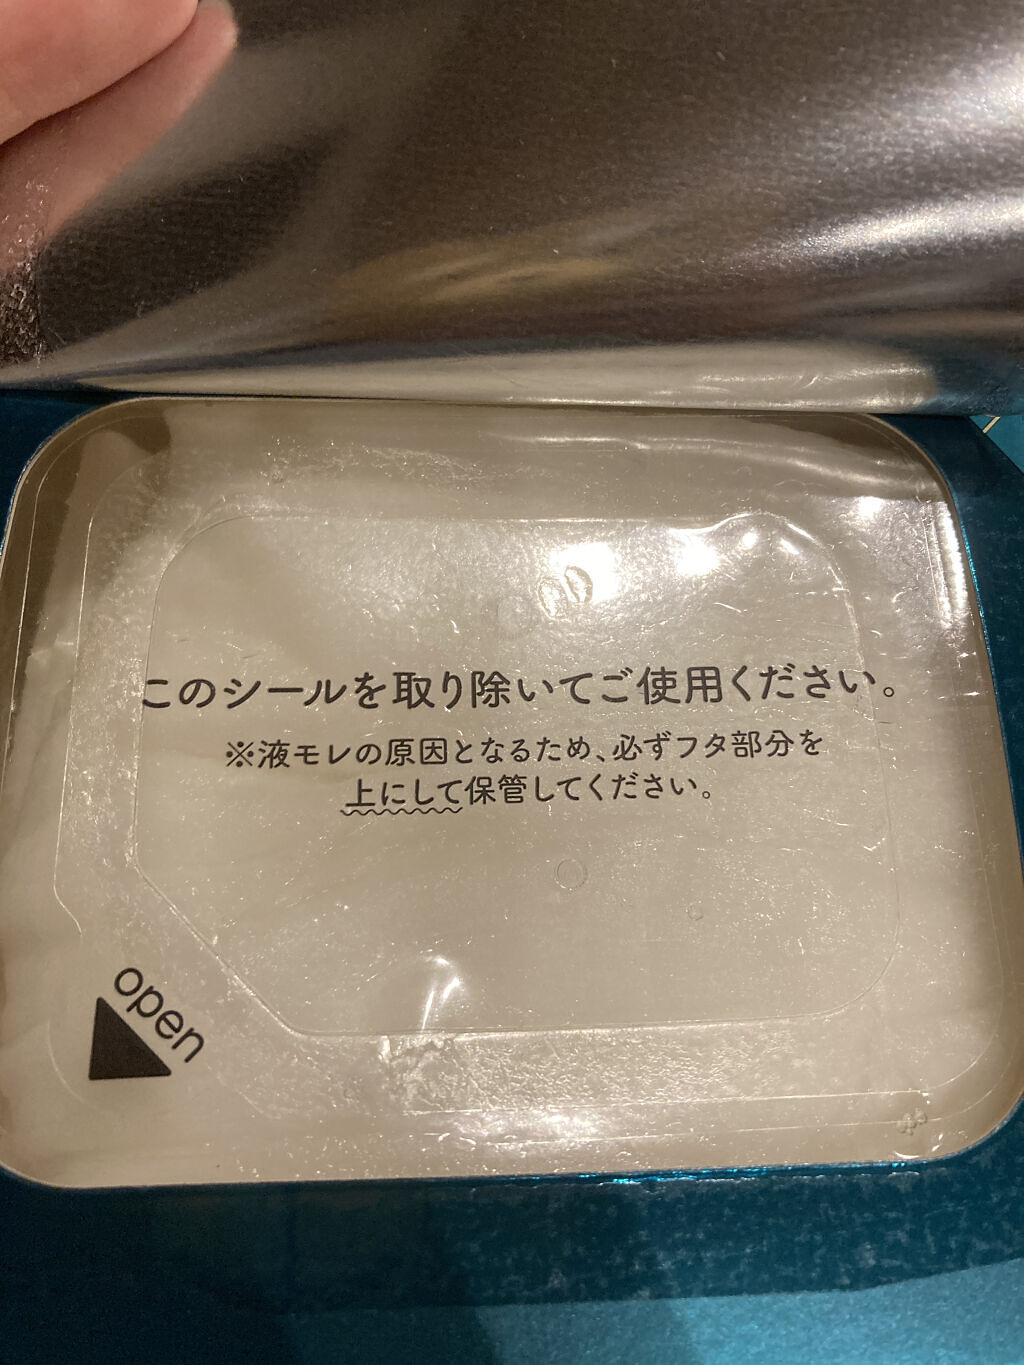 このシールを取り除いてご使用ください。
※液モレの原因となるため、必ずフタ部分を
上にして保管してください。
open